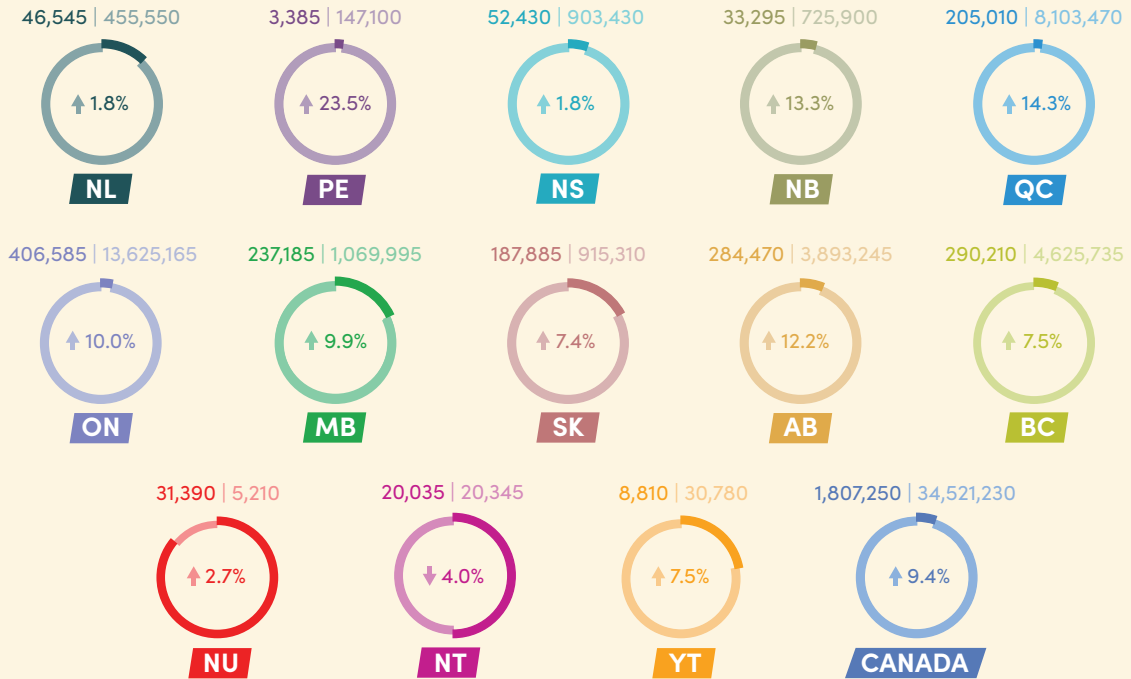 46,545 | 455,550
3,385 | 147,100
52,430 | 903,430
33,295 | 725,900
205,010 | 8,103,470
1.8%
23.5%
1.8%
13.3%
14.3%
NL
PE
NS
NB
QC
406,585 | 13,625,165
237,185 | 1,069,995
187,885 | 915,310
284,470 | 3,893,245
290,210 | 4,625,735
10.0%
9.9%
7.4%
12.2%
7.5%
ON
MB
SK
AB
BC
31,390 | 5,210
20,035 | 20,345
8,810 | 30,780
1,807,250 | 34,521,230
2.7%
4.0%
7.5%
9.4%
NU
NT
YT
CANADA